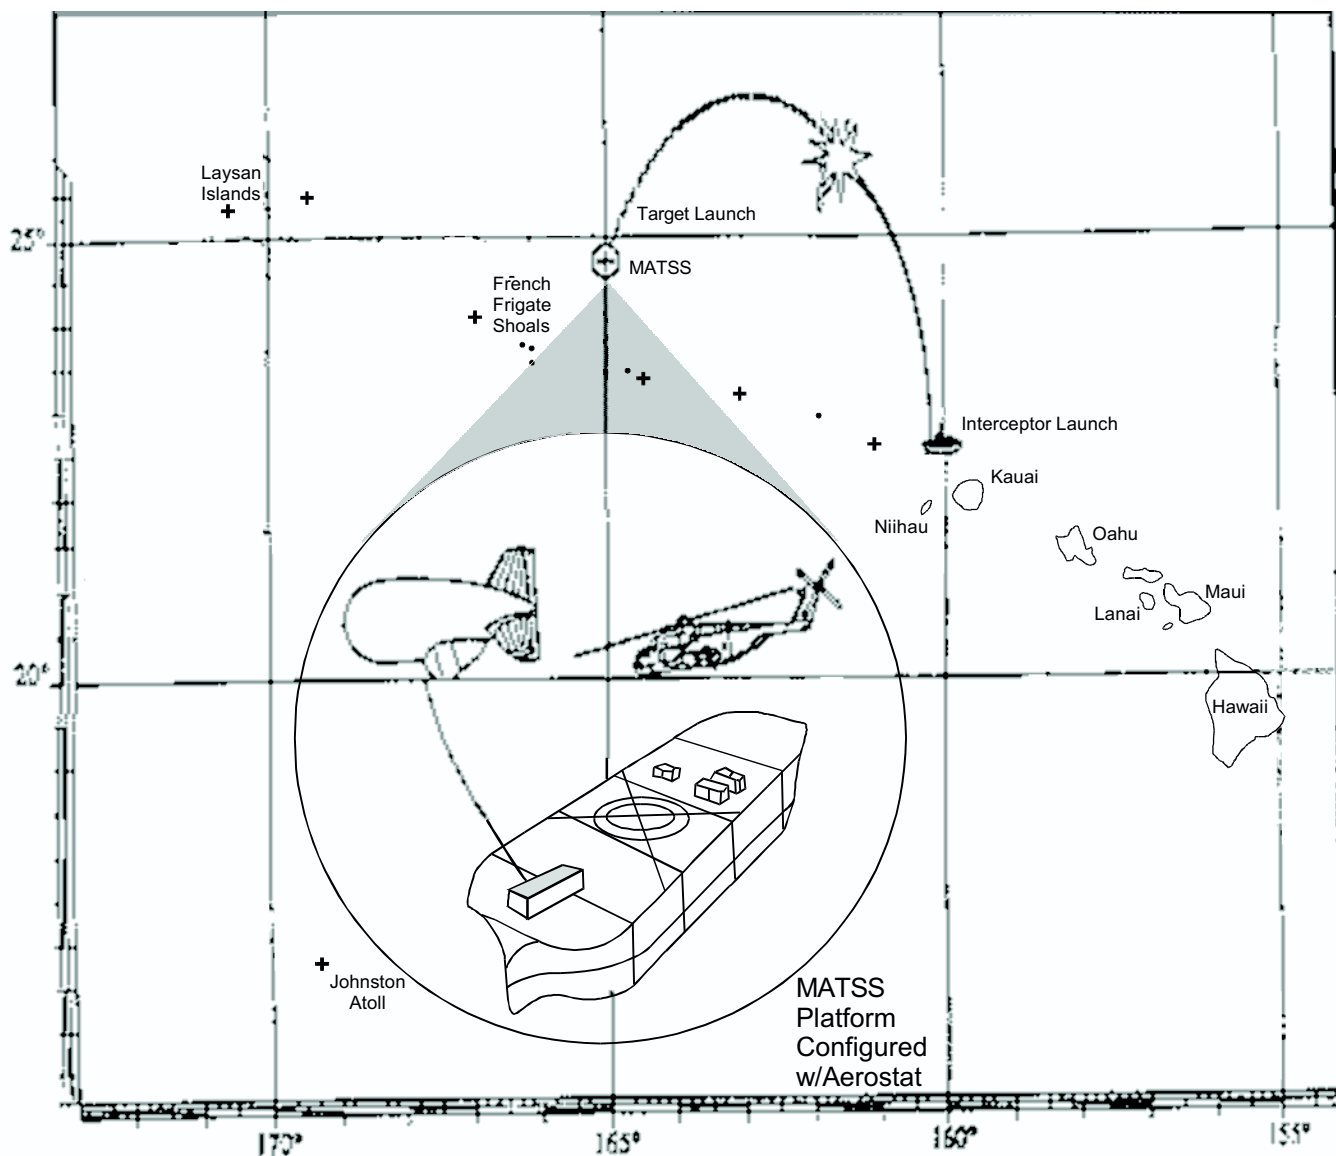 Laysan
Islands
Target Launch
25°
MATSS
French
Frigate
Shoals
Interceptor Launch
Kauai
Niihau
Oahu
Maui
Lanai
20°
Hawaii
Johnston
Atoll
MATSS
Platform
Configured
w/Aerostat
170°
165°
160°
155°